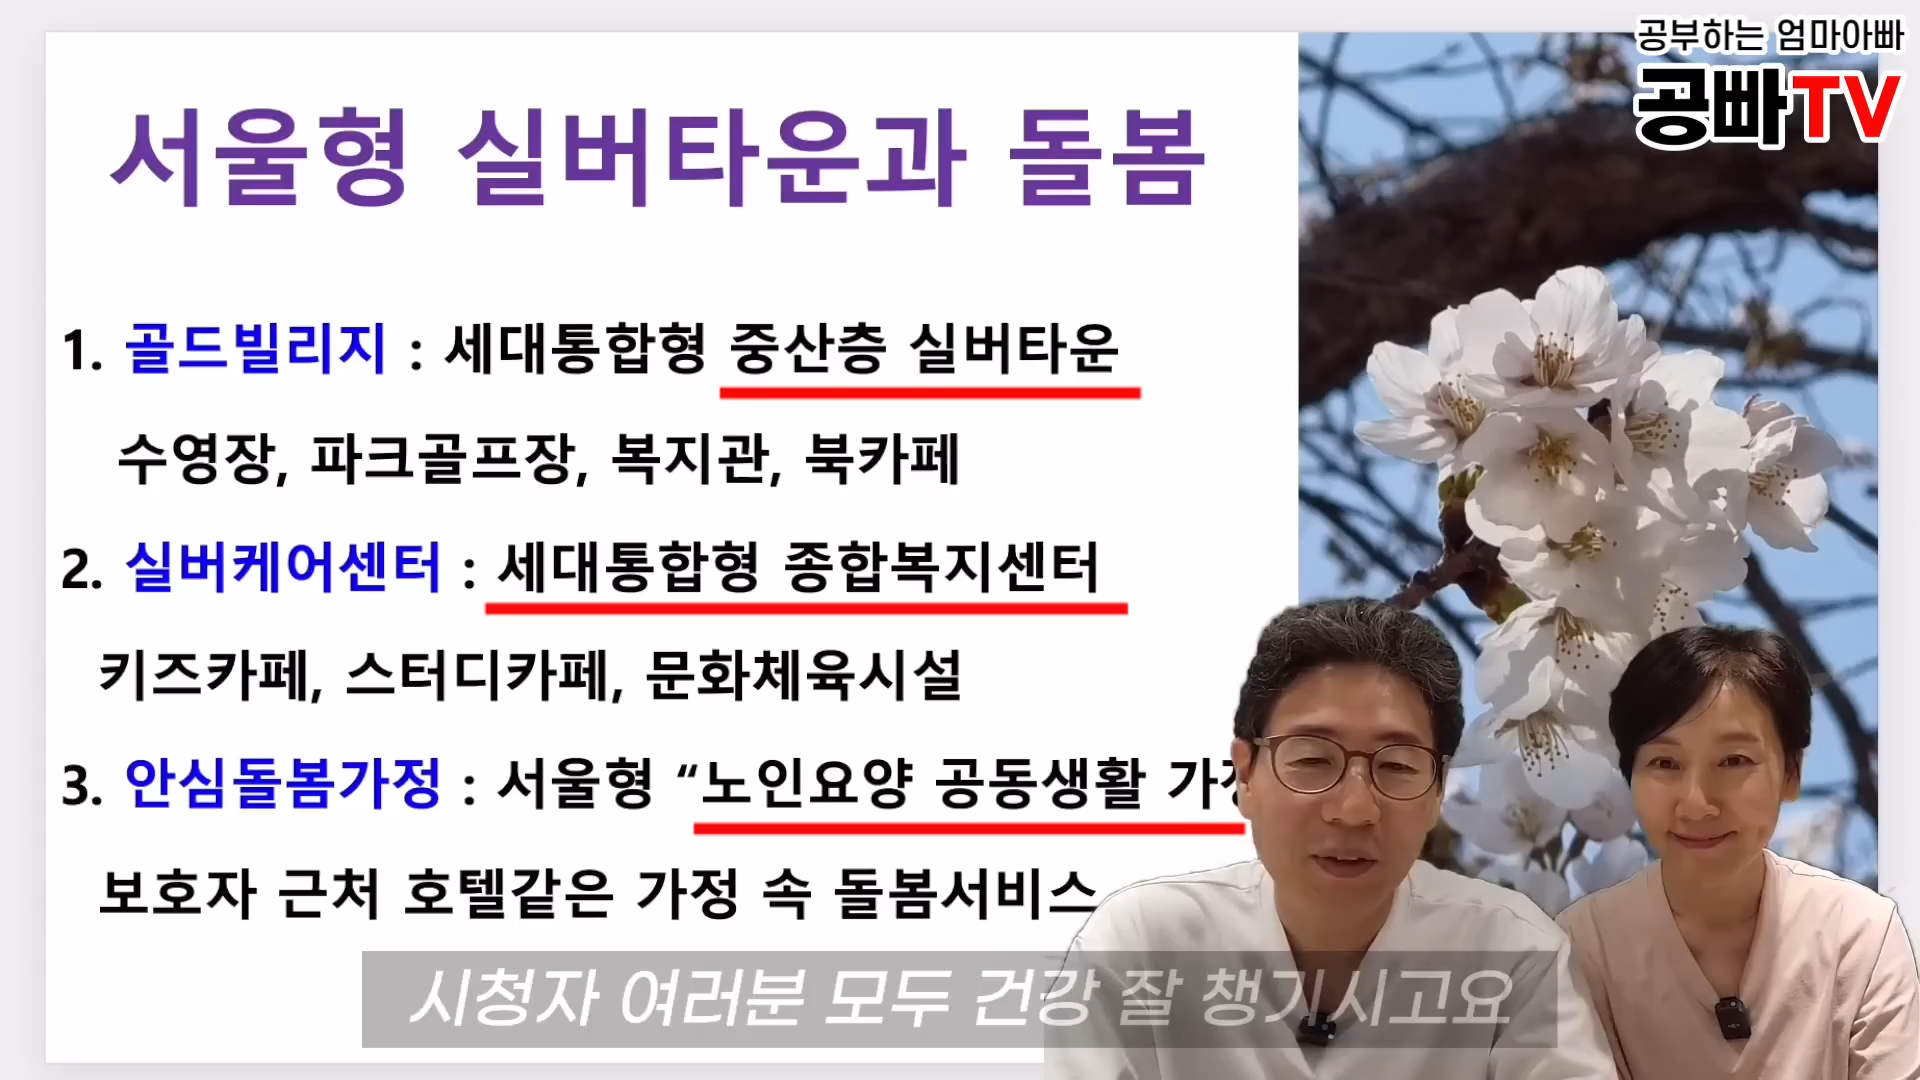 공부하는 엄마아빠
공빠TV
서울형 실버타운과 돌봄
1. 골드빌리지 : 세대통합형 중산층 실버타운
수영장, 파크골프장, 복지관, 북카페
2. 실버케어센터 : 세대통합형 종합복지센터
키즈카페, 스터디카페, 문화체육시설
3. 안심돌봄가정 : 서울형 “노인요양 공동생활
보호자 근처 호텔같은 가정 속 돌봄서비스
시청자 여러분 모두 건강 잘 챙기시고요